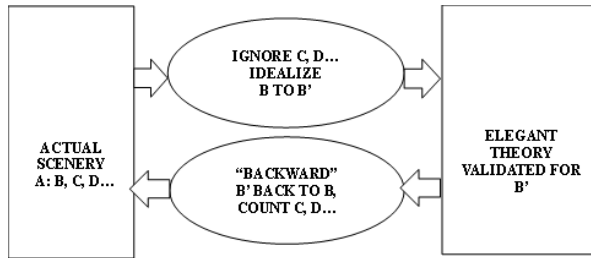 ACTUAL
SCENERY
A: B, C, D…
IGNORE C, D…
IDEALIZE
B TO B’
“BACKWARD”
B’ BACK TO B,
COUNT C, D…
ELEGANT
THEORY
VALIDATED FOR
B’